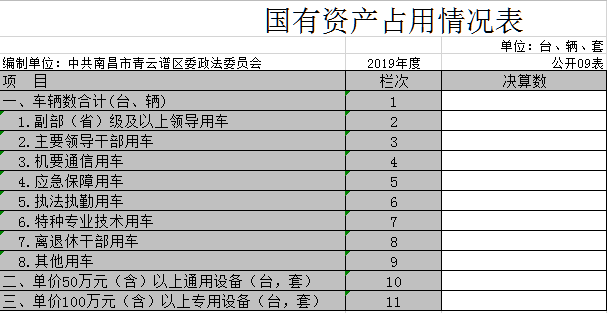 国有资产占用情况表
单位：台、辆、套
编制单位：中共南昌市青云谱区委政法委员会 2019年度 公开09表
项 目 栏次 决算数
一、车辆数合计(台、辆) 1
1.副部（省）级及以上领导用车 2
2.主要领导干部用车 3
3.机要通信用车 4
4.应急保障用车 5
5.执法执勤用车 6
6.特种专业技术用车 7
7.离退休干部用车 8
8.其他用车 9
二、单价50万元（含）以上通用设备（台，套） 10
三、单价100万元（含）以上专用设备（台，套） 11